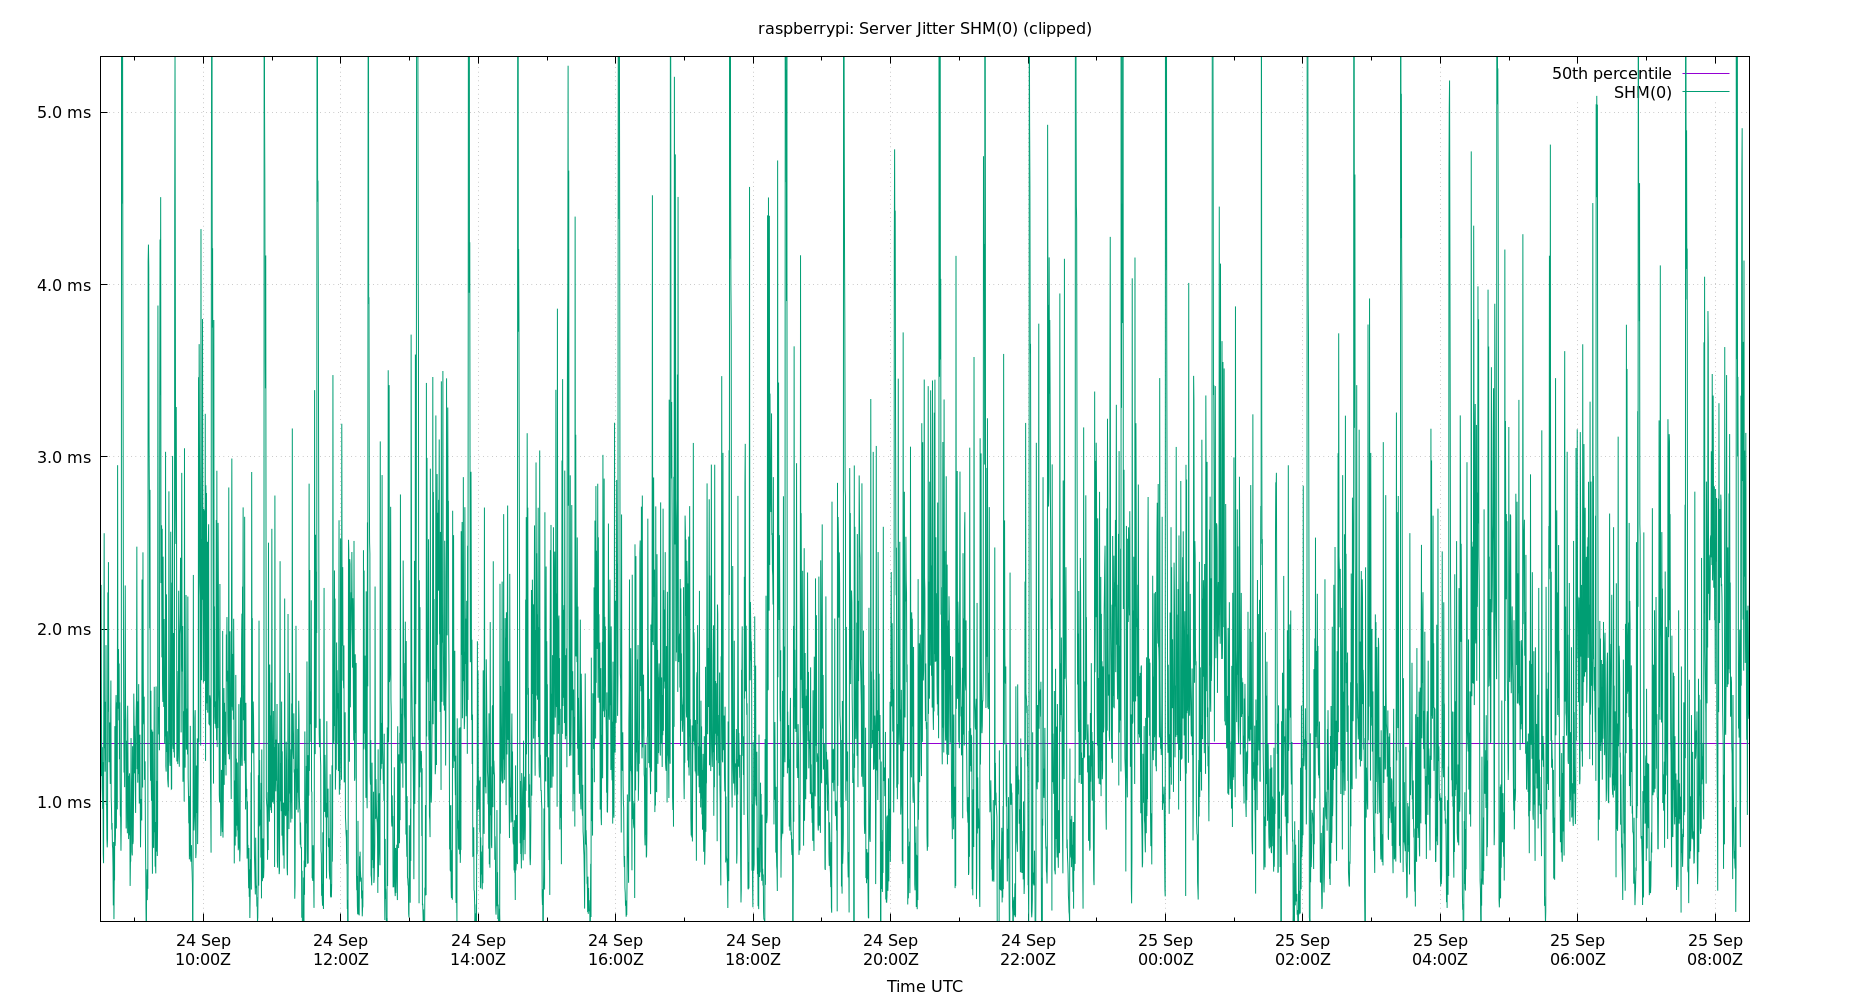 raspberrypi: Server Jitter SHM(0) (clipped)
50th percentile
SHM(0)
5.0 ms
4.0 ms
3.0 ms
2.0 ms
1.0 ms
24 Sep 24 Sep 24 Sep 24 Sep 24 Sep 24 Sep 24 Sep 25 Sep 25 Sep 25 Sep 25 Sep 25 Sep
10:00Z 12:00Z 14:00Z 16:00Z 18:00Z 20:00Z 22:00Z 00:00Z 02:00Z 04:00Z 06:00Z 08:00Z
Time UTC